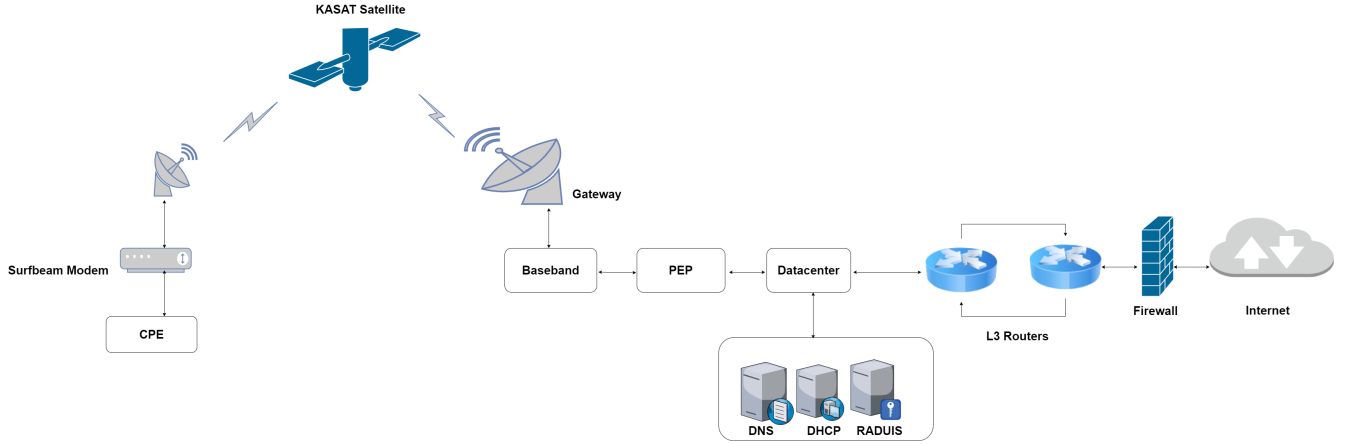 KASAT Satellite
Gateway
Surfbeam Modem
Baseband
PEP
Datacenter
CPE
Firewall
Internet
L3 Routers
DNS
DHCP
RADUIS